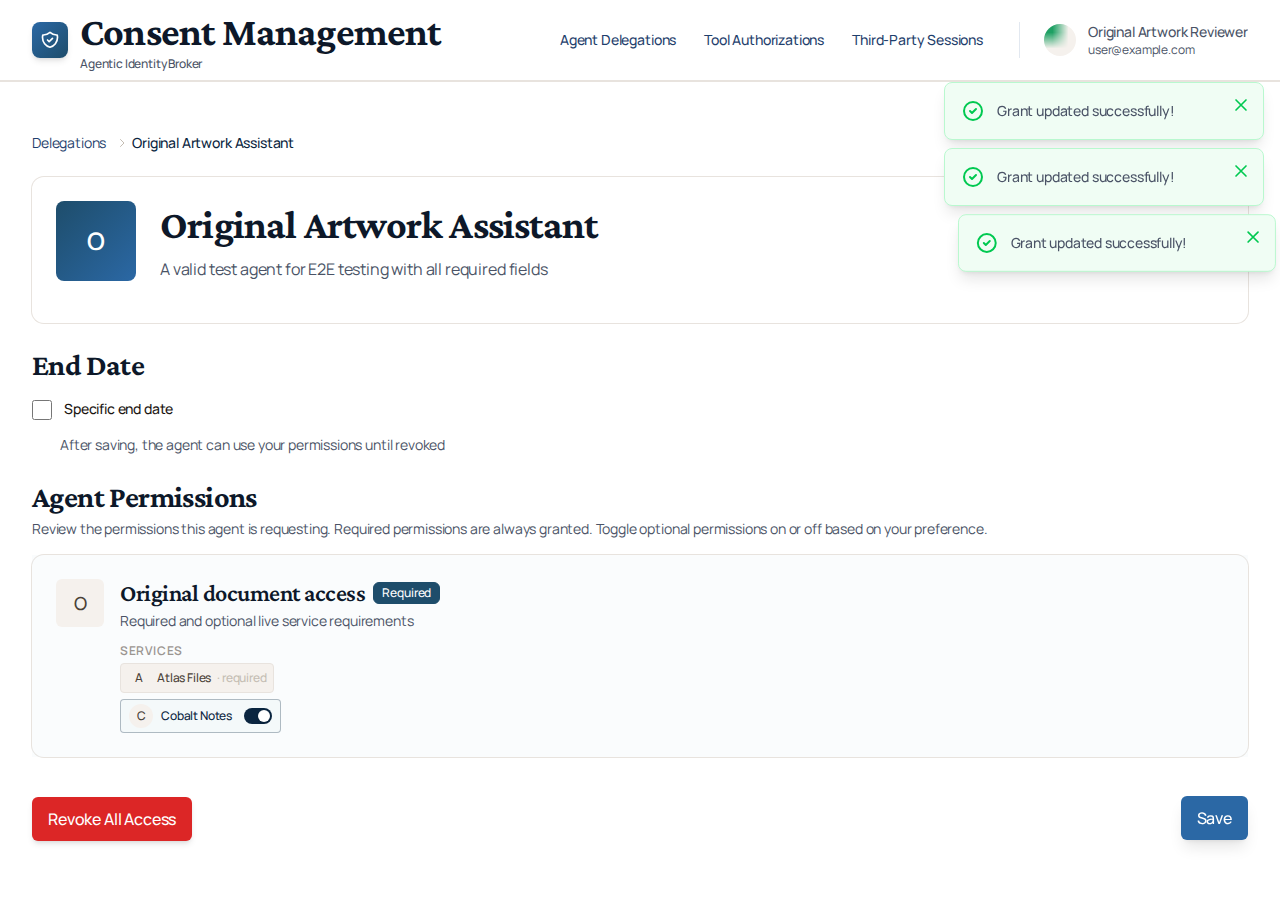 Consent Management
Agentic IdentityBroker
Agent Delegations
Tool Authorizations
Third-Party Sessions
Original Artwork Reviewer
user@example.com
Grant updated successfully!
Grant updated successfully!
Grant updated successfully!
Delegations
Original Artwork Assistant
O
Original Artwork Assistant
A valid test agent for E2E testing with all required fields
End Date
Specific end date
After saving, the agent can use your permissions until revoked
Agent Permissions
Review the permissions this agent is requesting. Required permissions are always granted. Toggle optional permissions on or off based on your preference.
O
Original document access
Required
Required and optional live service requirements
SERVICES
A Atlas Files · required
C Cobalt Notes
Revoke All Access
Save